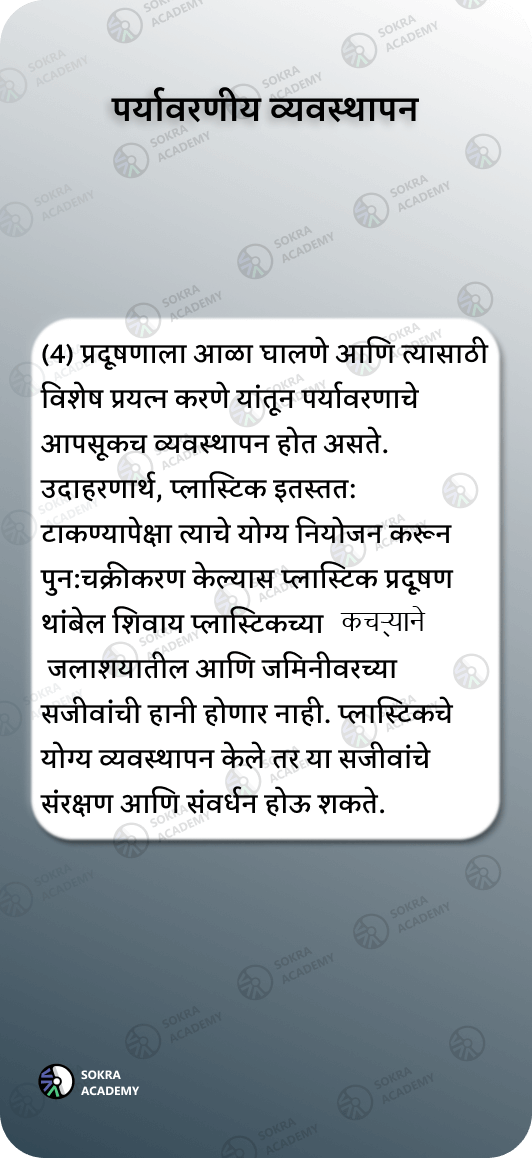 पर्यावरणीय व्यवस्थापन
(4) प्रदूषणाला आळा घालणे आणि त्यासाठी
विशेष प्रयत्न करणे यांतून पर्यावरणाचे
आपसूकच व्यवस्थापन होत असते.
उदाहरणार्थ, प्लास्टिक इतस्तत:
टाकण्यापेक्षा त्याचे योग्य नियोजन करून
पुन:चक्रीकरण केल्यास प्लास्टिक प्रदूषण
थांबेल शिवाय प्लास्टिकच्या कचऱ्याने
जलाशयातील आणि जमिनीवरच्या
सजीवांची हानी होणार नाही. प्लास्टिकचे
योग्य व्यवस्थापन केले तर या सजीवांचे
संरक्षण आणि संवर्धन होऊ शकते.
SOKRA
ACADEMY